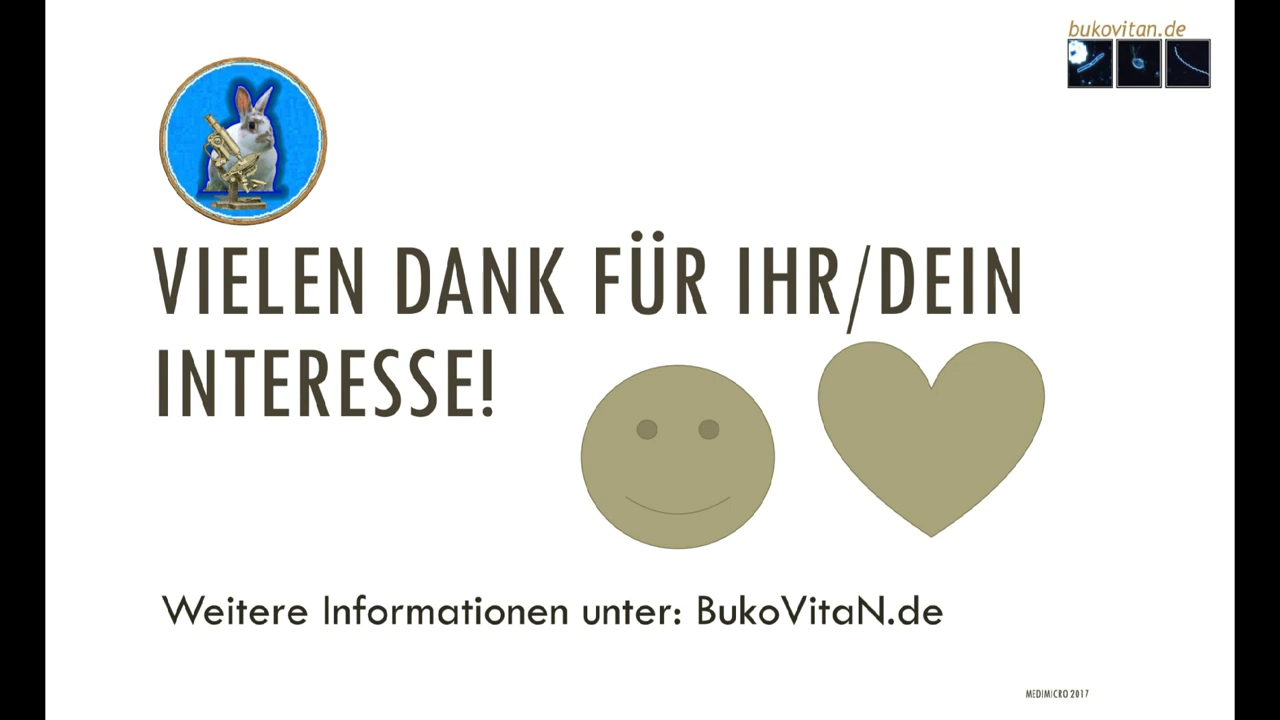 bukovitan.de
VIELEN DANK FÜR IHR/DEIN
INTERESSE!
Weitere Informationen unter: BukoVitaN.de
MEDIMICRO 2017